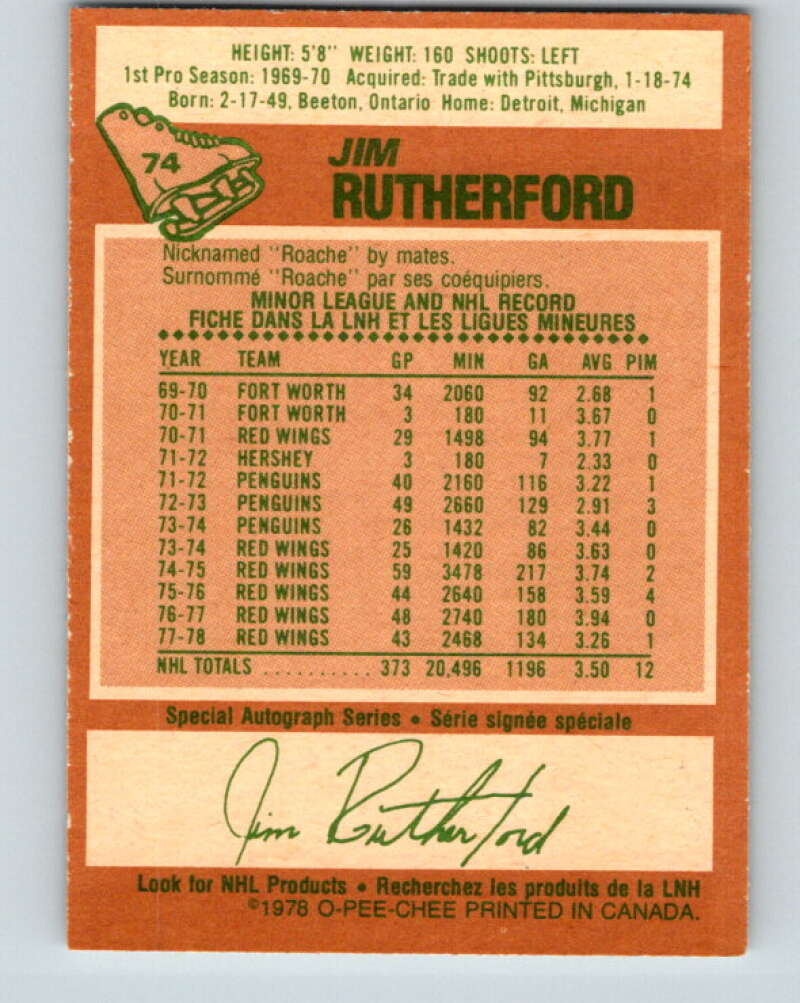 HEIGHT: 5'8" WEIGHT: 160 SHOOTS: LEFT
1st Pro Season: 1969-70 Acquired: Trade with Pittsburgh, 1-18-74
Born: 2-17-49, Beeton, Ontario Home: Detroit, Michigan
74
JIM
RUTHERFORD
Nicknamed "Roache" by mates.
Surnommé "Roache" par ses coéquipiers.
MINOR LEAGUE AND NHL RECORD
FICHE DANS LA LNH ET LES LIGUES MINEURES
YEAR TEAM GP MIN GA AVG PIM
69-70 FORT WORTH 34 2060 92 2.68 1
70-71 FORT WORTH 3 180 11 3.67 0
70-71 RED WINGS 29 1498 94 3.77 1
71-72 HERSHEY 3 180 7 2.33 0
71-72 PENGUINS 40 2160 116 3.22 1
72-73 PENGUINS 49 2660 129 2.91 3
73-74 PENGUINS 26 1432 82 3.44 0
73-74 RED WINGS 25 1420 86 3.63 0
74-75 RED WINGS 59 3478 217 3.74 2
75-76 RED WINGS 44 2640 158 3.59 4
76-77 RED WINGS 48 2740 180 3.94 0
77-78 RED WINGS 43 2468 134 3.26 1
NHL TOTALS .......... 373 20,496 1196 3.50 12
Special Autograph Series • Série signée spéciale
Jim Rutherford
Look for NHL Products • Recherchez les produits de la LNH
©1978 O-PEE-CHEE PRINTED IN CANADA.